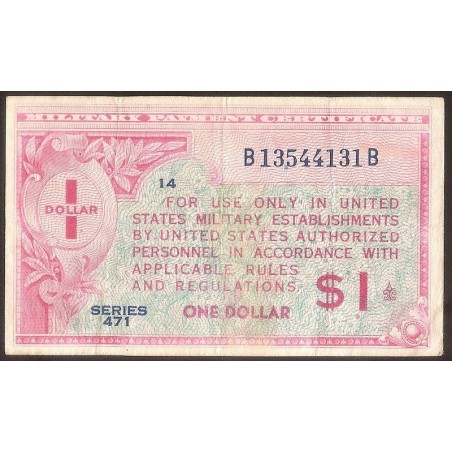 MILITARY PAYMENT CERTIFICATE
B13544131B
14
1
DOLLAR
FOR USE ONLY IN UNITED
STATES MILITARY ESTABLISHMENTS
BY UNITED STATES AUTHORIZED
PERSONNEL IN ACCORDANCE WITH
APPLICABLE RULES
AND REGULATIONS.
$1
SERIES
471
ONE DOLLAR